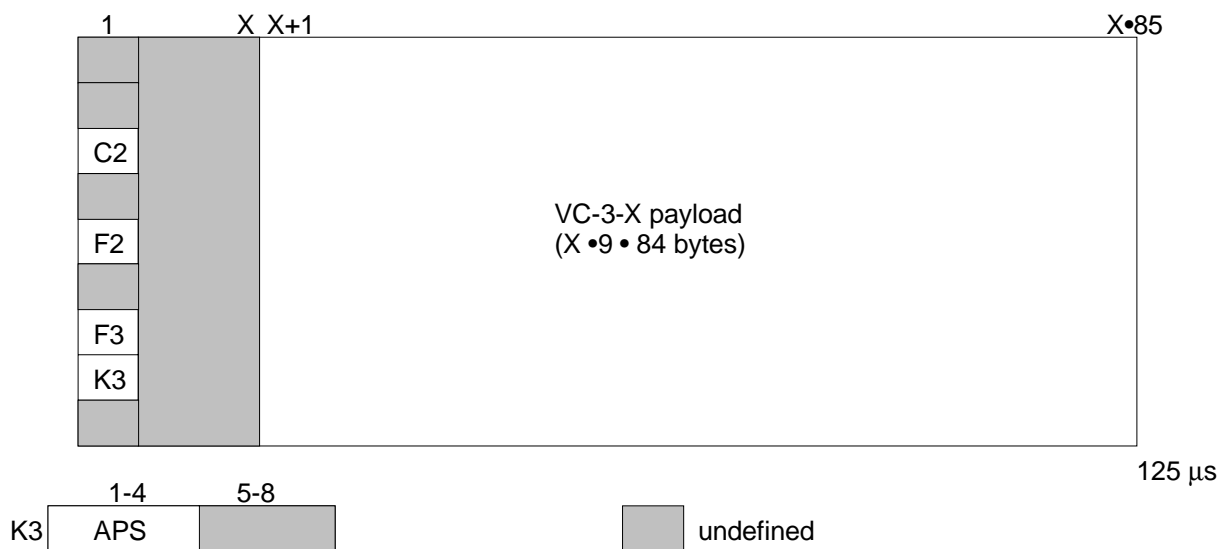 1 X X+1 X•85
C2
F2
F3
K3
VC-3-X payload
(X •9 • 84 bytes)
125 μs
1-4 5-8
K3 APS undefined